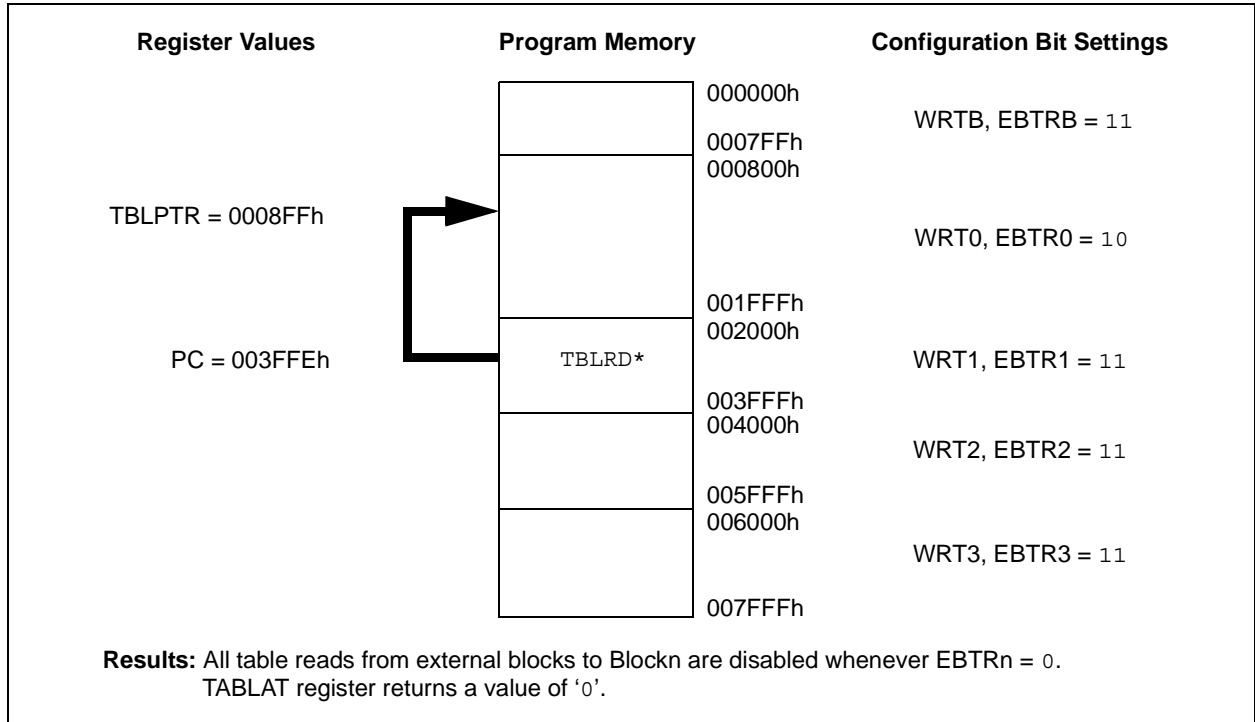 Register Values Program Memory Configuration Bit Settings
000000h
WRTB, EBTRB = 11
0007FFh
000800h
TBLPTR = 0008FFh
WRT0, EBTR0 = 10
001FFFh
002000h
PC = 003FFEh TBLRD* WRT1, EBTR1 = 11
003FFFh
004000h
WRT2, EBTR2 = 11
005FFFh
006000h
WRT3, EBTR3 = 11
007FFFh
Results: All table reads from external blocks to Blockn are disabled whenever EBTRn = 0.
TABLAT register returns a value of ‘0’.